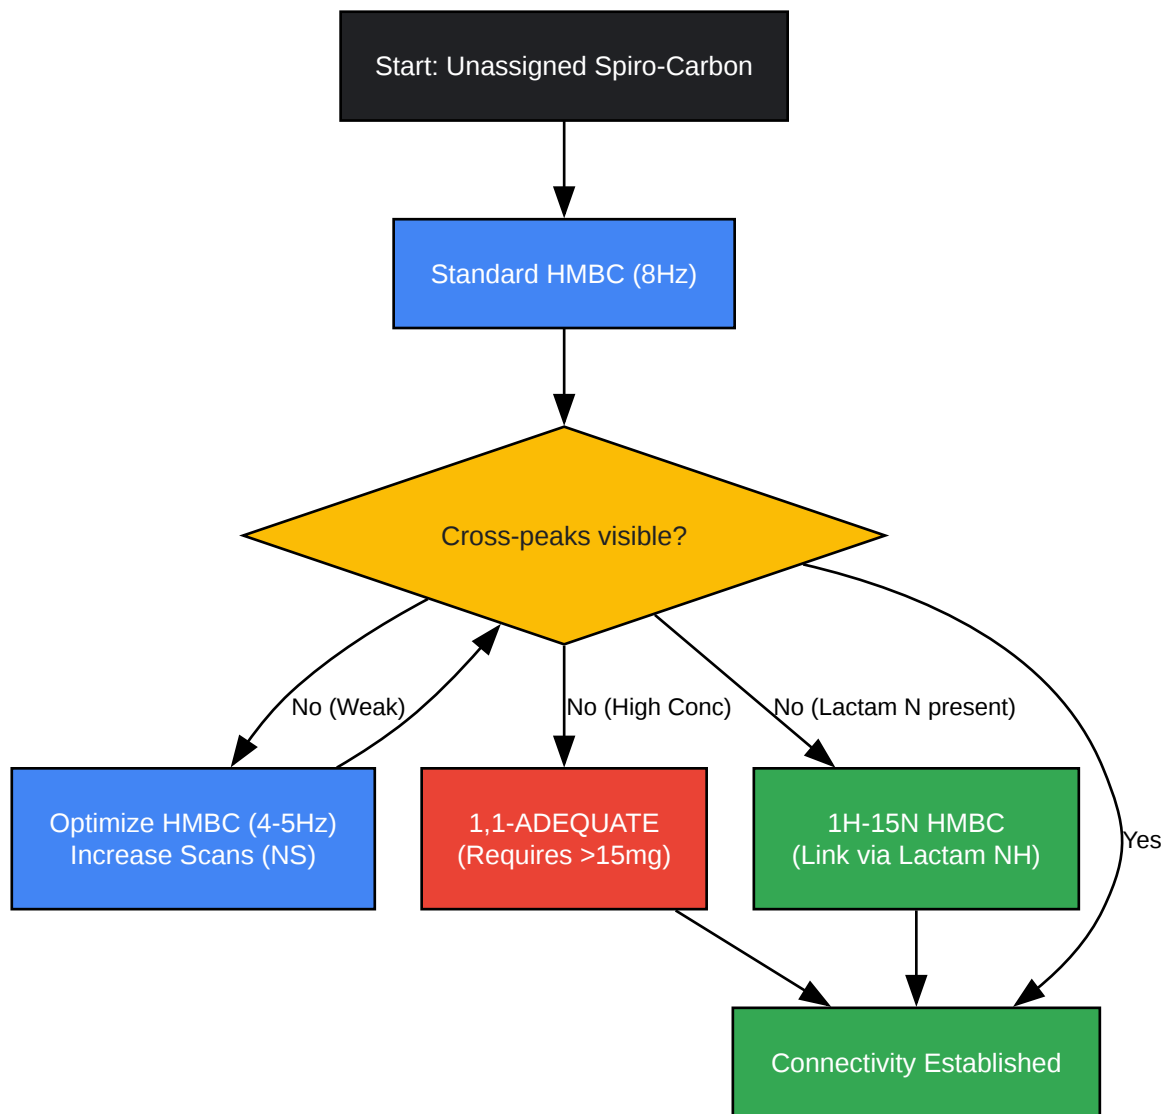 Start: Unassigned Spiro-Carbon
Standard HMBC (8Hz)
Cross-peaks visible?
No (Weak)
No (High Conc)
No (Lactam N present)
Optimize HMBC (4-5Hz)
Increase Scans (NS)
1,1-ADEQUATE
(Requires >15mg)
1H-15N HMBC
(Link via Lactam NH)
Yes
Connectivity Established